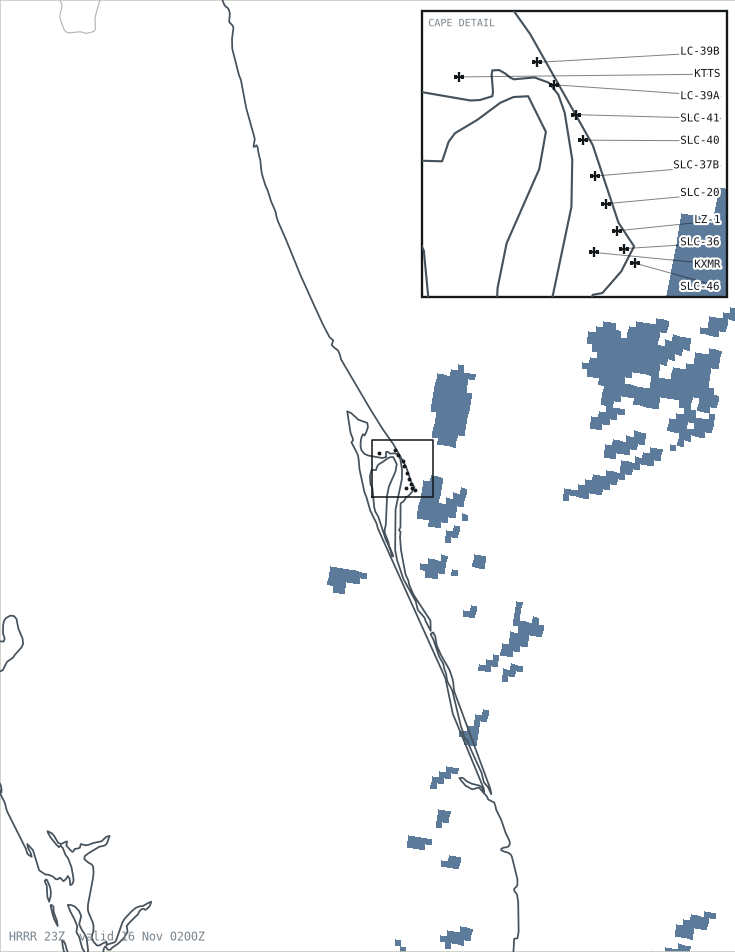 CAPE DETAIL
LC-39B
KTTS
LC-39A
SLC-41
SLC-40
SLC-37B
SLC-20
LZ-1
SLC-36
KXMR
SLC-46
HRRR 23Z valid 16 Nov 0200Z